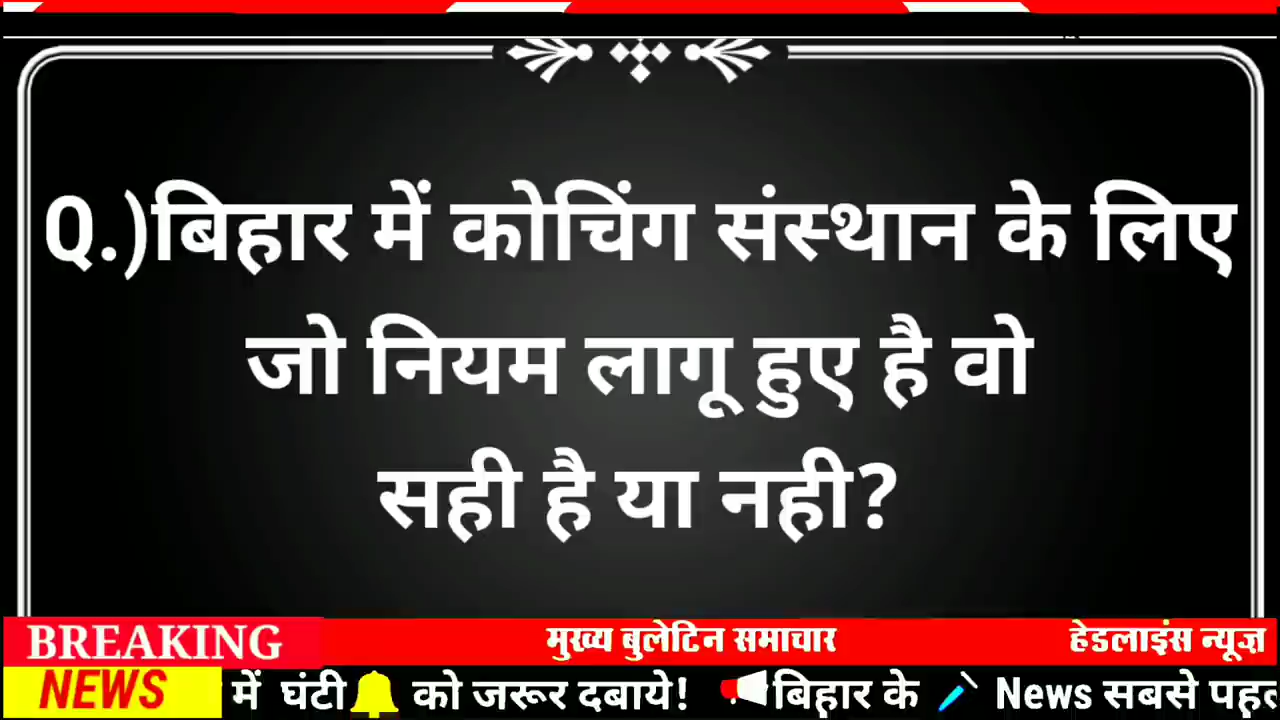 Q.)बिहार में कोचिंग संस्थान के लिए
जो नियम लागू हुए है वो
सही है या नही?
BREAKING
मुख्य बुलेटिन समाचार
हेडलाइंस न्यूज़
NEWS
में घंटी🔔 को जरूर दबाये! 📢बिहार के 🎤 News सबसे